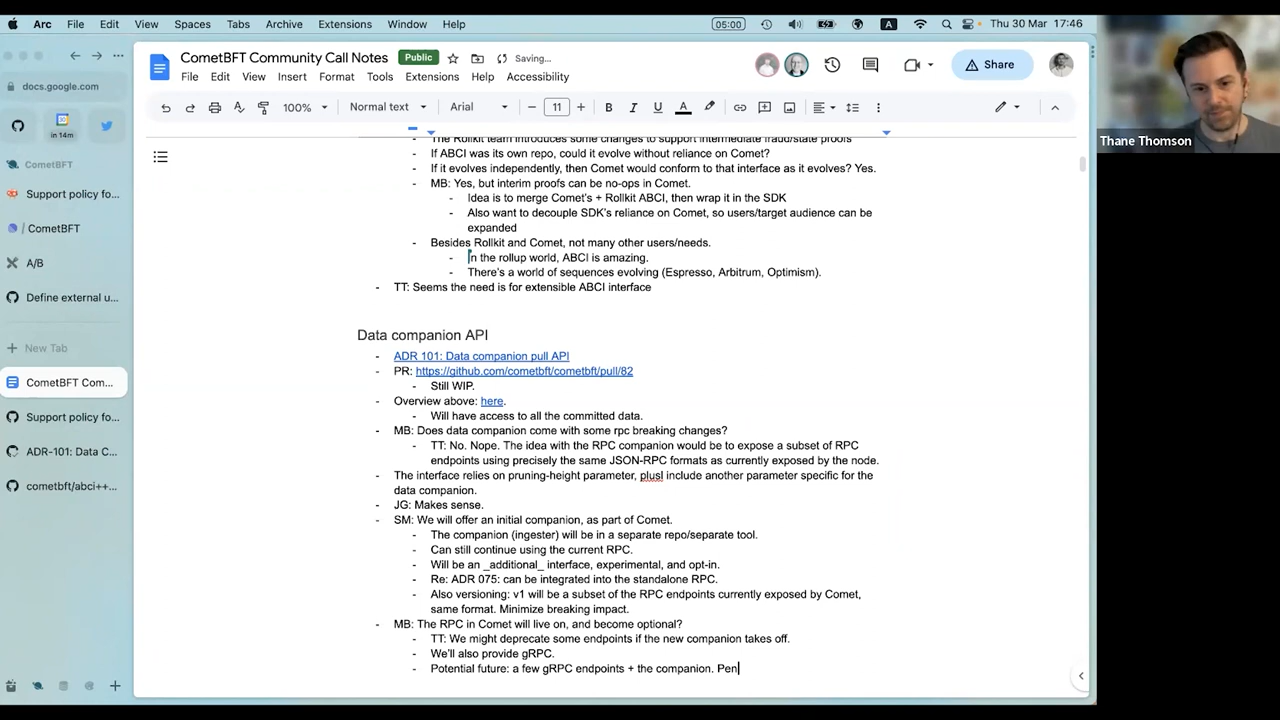 Arc File Edit View Spaces Tabs Archive Extensions Window Help 05:00 A Thu 30 Mar 17:46
docs.google.com
in 14m
CometBFT
Support policy fo...
/ CometBFT
A/B
Define external u...
New Tab
CometBFT Com...
Support policy fo...
ADR-101: Data C...
cometbft/abci++...
CometBFT Community Call Notes Public Saving...
File Edit View Insert Format Tools Extensions Help Accessibility
Share
100% Normal text Arial 11 B I U A
- The Rollkit team introduces some changes to support intermediate fraud/state proofs
- If ABCI was its own repo, could it evolve without reliance on Comet?
- If it evolves independently, then Comet would conform to that interface as it evolves? Yes.
- MB: Yes, but interim proofs can be no-ops in Comet.
- Idea is to merge Comet's + Rollkit ABCI, then wrap it in the SDK
- Also want to decouple SDK's reliance on Comet, so users/target audience can be
expanded
- Besides Rollkit and Comet, not many other users/needs.
- In the rollup world, ABCI is amazing.
- There's a world of sequences evolving (Espresso, Arbitrum, Optimism).
- TT: Seems the need is for extensible ABCI interface
Data companion API
- ADR 101: Data companion pull API
- PR: https://github.com/cometbft/cometbft/pull/82
- Still WIP.
- Overview above: here.
- Will have access to all the committed data.
- MB: Does data companion come with some rpc breaking changes?
- TT: No. Nope. The idea with the RPC companion would be to expose a subset of RPC
endpoints using precisely the same JSON-RPC formats as currently exposed by the node.
- The interface relies on pruning-height parameter, plusI include another parameter specific for the
data companion.
- JG: Makes sense.
- SM: We will offer an initial companion, as part of Comet.
- The companion (ingester) will be in a separate repo/separate tool.
- Can still continue using the current RPC.
- Will be an _additional_ interface, experimental, and opt-in.
- Re: ADR 075: can be integrated into the standalone RPC.
- Also versioning: v1 will be a subset of the RPC endpoints currently exposed by Comet,
same format. Minimize breaking impact.
- MB: The RPC in Comet will live on, and become optional?
- TT: We might deprecate some endpoints if the new companion takes off.
- We'll also provide gRPC.
- Potential future: a few gRPC endpoints + the companion. Pen
Thane Thomson